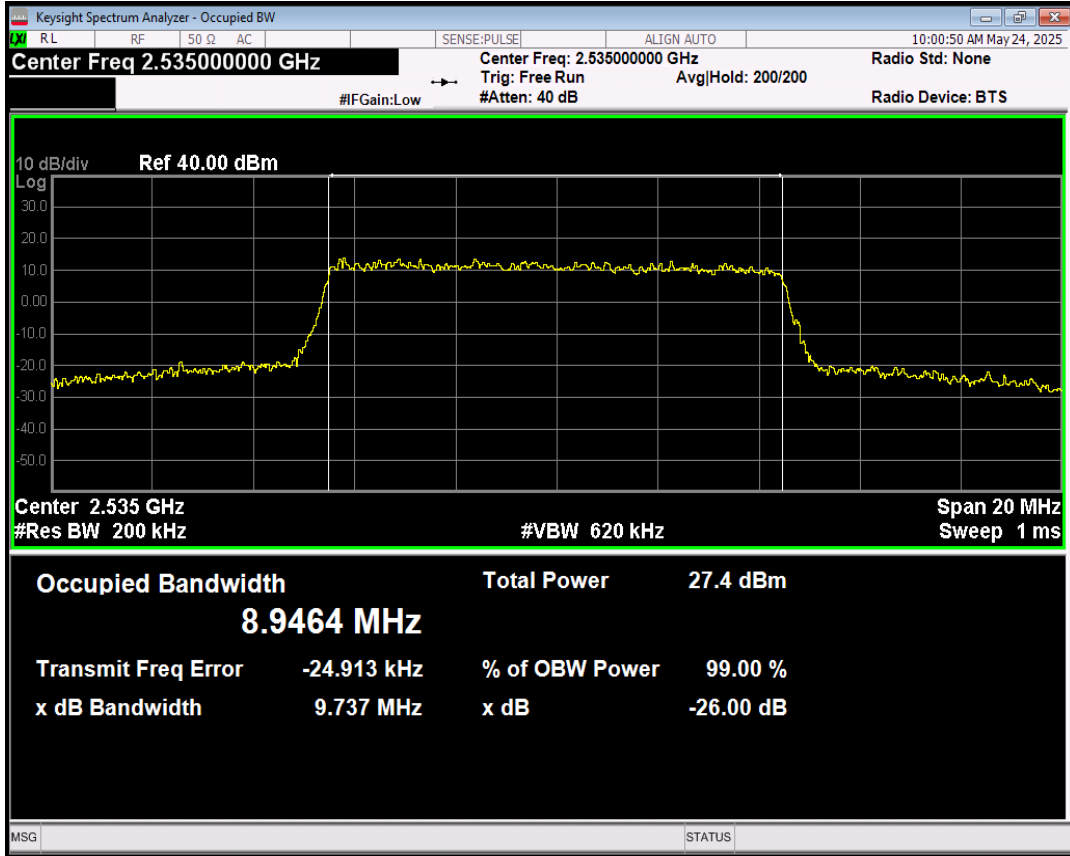 Keysight Spectrum Analyzer - Occupied BW
LXI RL RF 50 Ω AC SENSE:PULSE ALIGN AUTO 10:00:50 AM May 24, 2025
Center Freq 2.535000000 GHz Center Freq: 2.535000000 GHz Radio Std: None
Trig: Free Run Avg|Hold: 200/200
#IFGain:Low #Atten: 40 dB Radio Device: BTS
10 dB/div Ref 40.00 dBm
Log
30.0
20.0
10.0
0.00
-10.0
-20.0
-30.0
-40.0
-50.0
Center 2.535 GHz Span 20 MHz
#Res BW 200 kHz #VBW 620 kHz Sweep 1 ms
Occupied Bandwidth Total Power 27.4 dBm
8.9464 MHz
Transmit Freq Error -24.913 kHz % of OBW Power 99.00 %
x dB Bandwidth 9.737 MHz x dB -26.00 dB
MSG STATUS